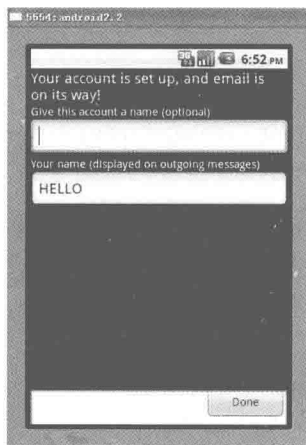 5554:android2.2
3G
6:52 PM
Your account is set up, and email is
on its way!
Give this account a name (optional)
Your name (displayed on outgoing messages)
HELLO
Done